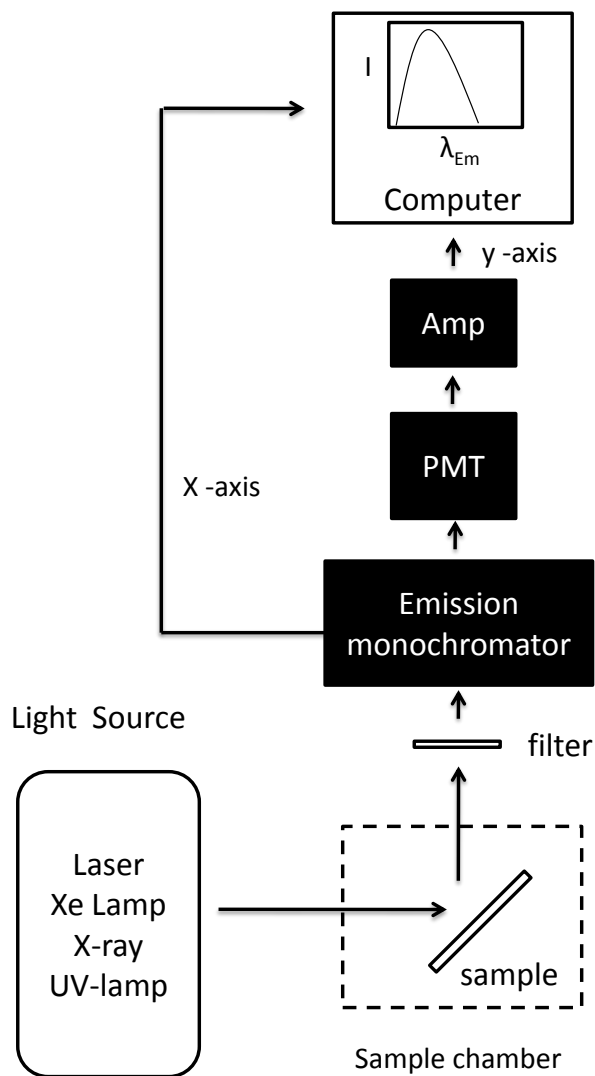 I
λEm
Computer
y -axis
Amp
PMT
X -axis
Emission
monochromator
Light  Source
filter
Laser
Xe Lamp
X-ray
UV-lamp
sample
Sample chamber